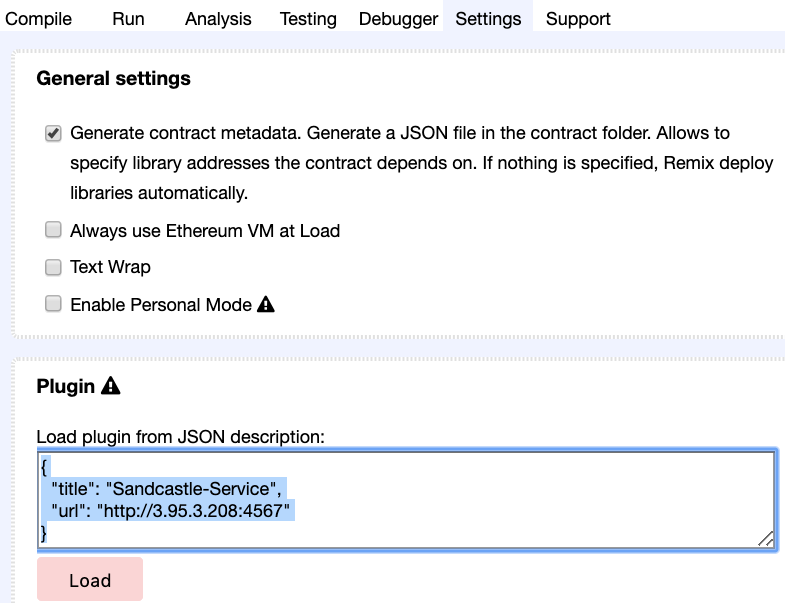 Compile Run Analysis Testing Debugger Settings Support
General settings
Generate contract metadata. Generate a JSON file in the contract folder. Allows to
specify library addresses the contract depends on. If nothing is specified, Remix deploy
libraries automatically.
Always use Ethereum VM at Load
Text Wrap
Enable Personal Mode
Plugin
Load plugin from JSON description:
{
"title": "Sandcastle-Service",
"url": "http://3.95.3.208:4567"
}
Load